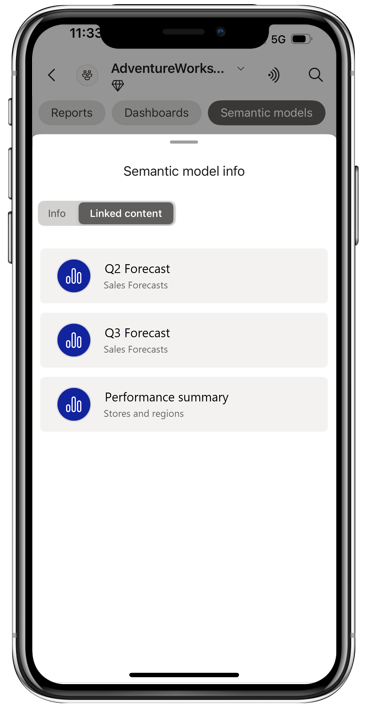 11:33
5G
AdventureWorks...
Reports
Dashboards
Semantic models
Semantic model info
Info
Linked content
Q2 Forecast
Sales Forecasts
Q3 Forecast
Sales Forecasts
Performance summary
Stores and regions